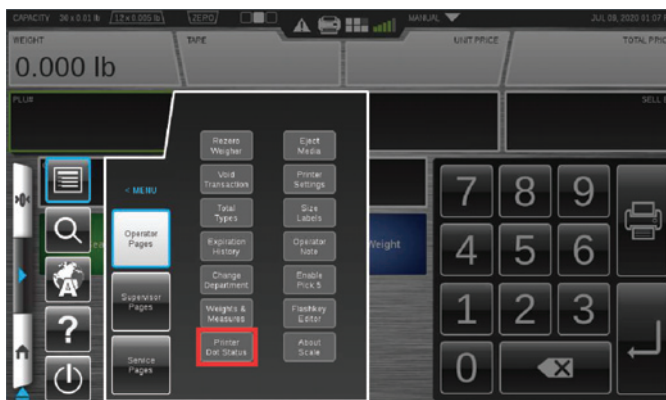 CAPACITY 30 x 0.01 lb 12 x 0.005 lb ZERO MANUAL JUL 09, 2020 01:07
WEIGHT TAPE UNIT PRICE TOTAL PRIC
0.000 lb
PLU# SELL
Rezero
Weigher
Eject
Media
< MENU
Void
Transaction
Printer
Settings
Operator
Pages
Total
Types
Size
Labels
Expiration
History
Operator
Note
Change
Department
Enable
Pick 5
Supervisor
Pages
Weights &
Measures
Flashkey
Editor
Printer
Dot Status
About
Scale
Service
Pages
Weight
7 8 9
4 5 6
1 2 3
0
?